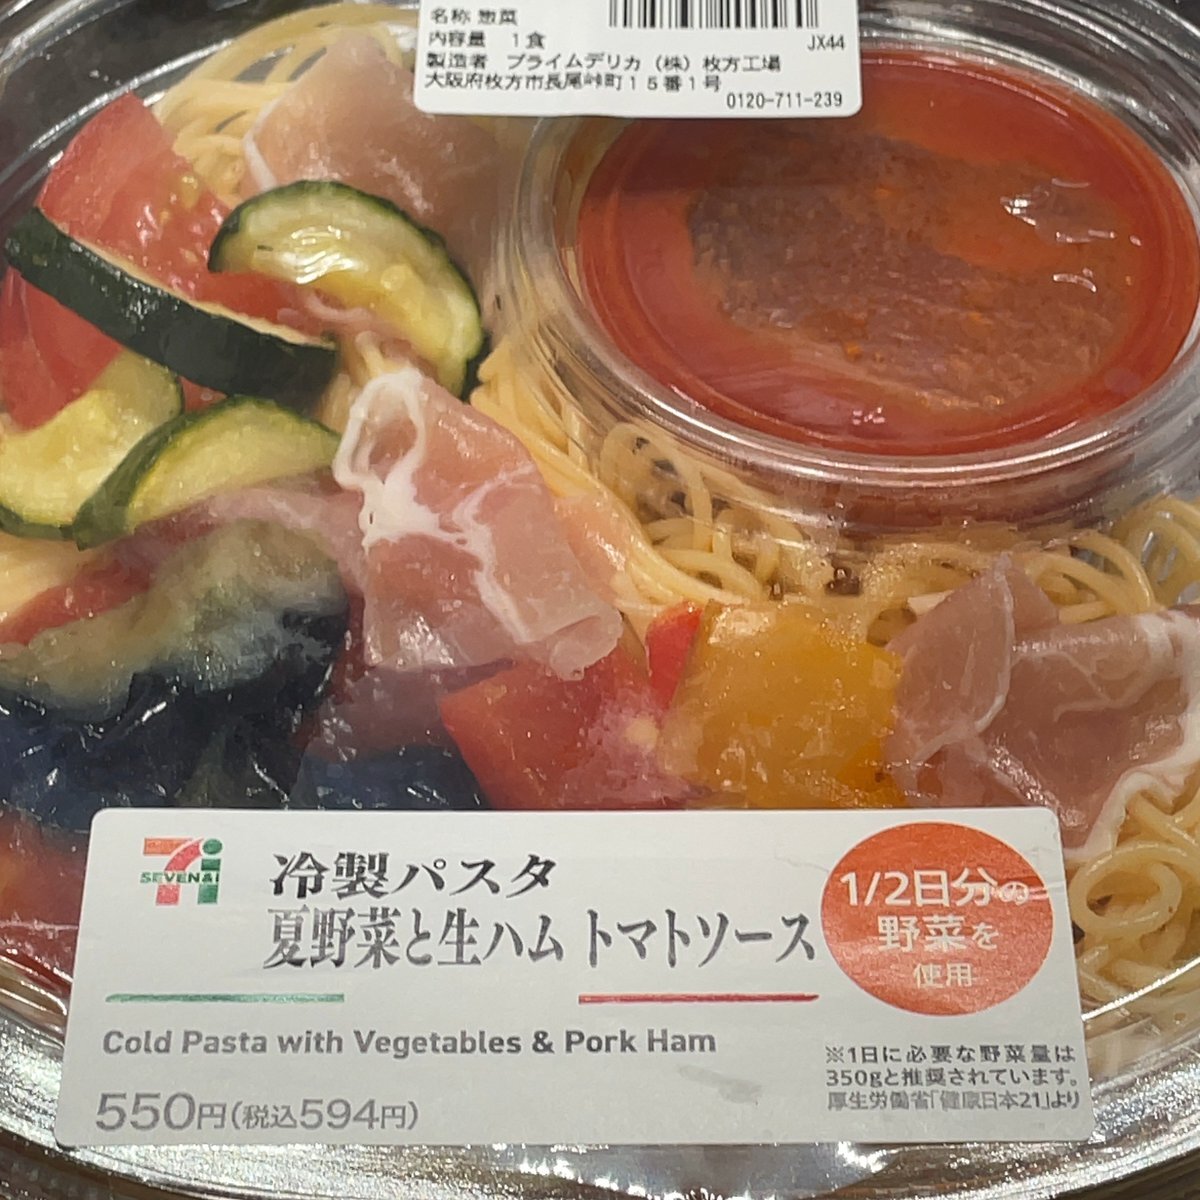 名称 惣菜
内容量 1食
JX44
製造者 プライムデリカ（株）枚方工場
大阪府枚方市長尾峠町15番1号
0120-711-239
SEVEN&i
冷製パスタ
夏野菜と生ハム トマトソース
1/2日分の
野菜を
使用
Cold Pasta with Vegetables & Pork Ham
550円(税込594円)
※1日に必要な野菜量は
350gと推奨されています。
厚生労働省「健康日本21」より